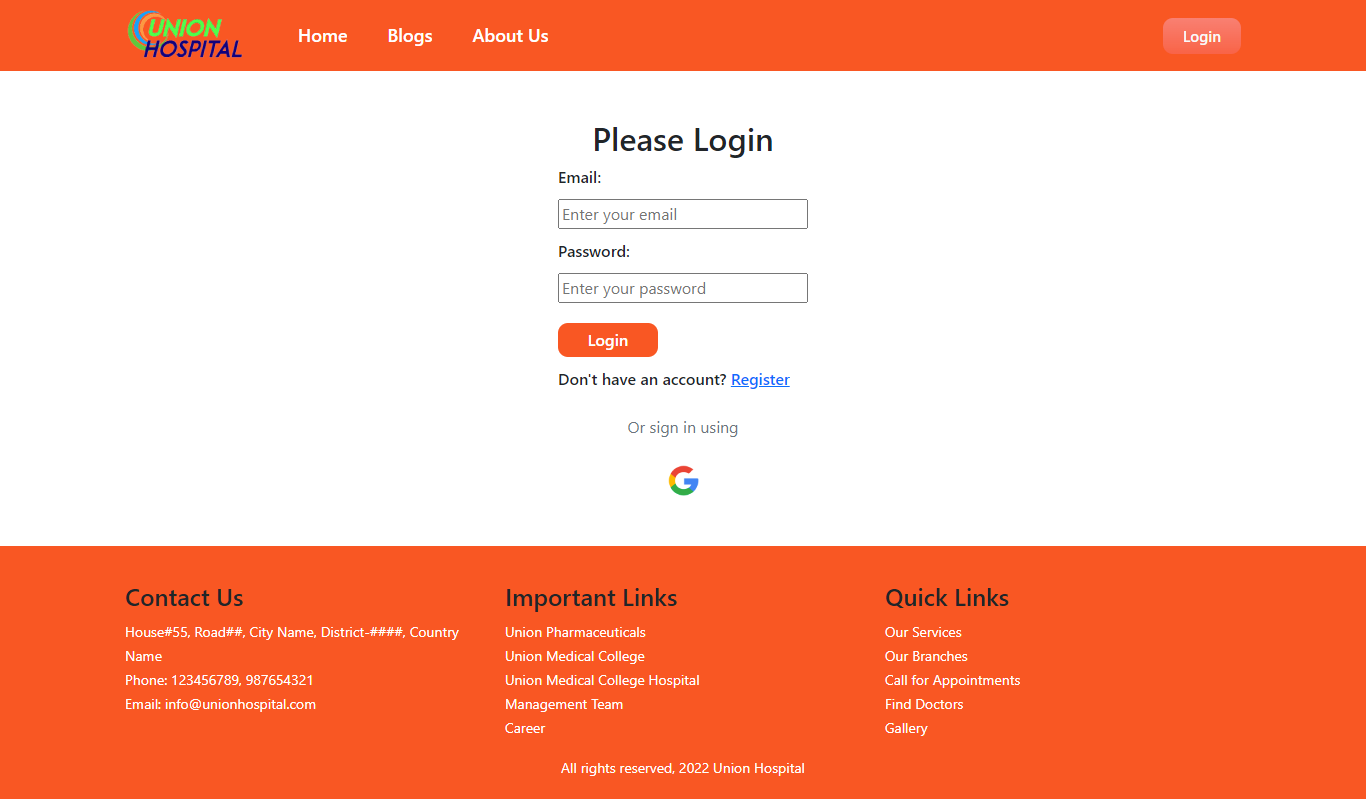 UNION
HOSPITAL
Home
Blogs
About Us
Login
Please Login
Email:
Enter your email
Password:
Enter your password
Login
Don't have an account? Register
Or sign in using
Contact Us
House#55, Road##, City Name, District-####, Country
Name
Phone: 123456789, 987654321
Email: info@unionhospital.com
Important Links
Union Pharmaceuticals
Union Medical College
Union Medical College Hospital
Management Team
Career
Quick Links
Our Services
Our Branches
Call for Appointments
Find Doctors
Gallery
All rights reserved, 2022 Union Hospital